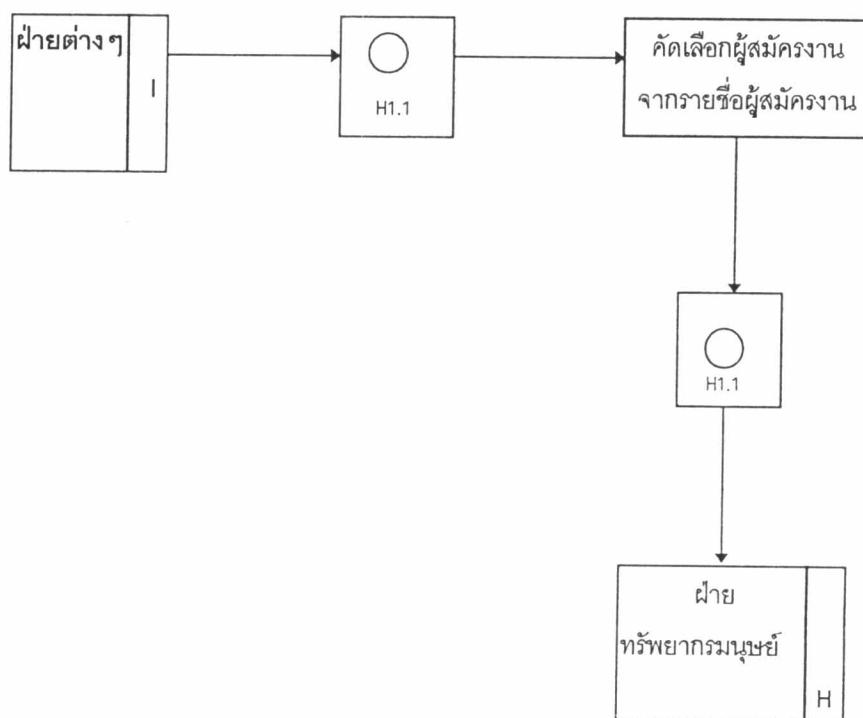 ฝ่ายต่าง ๆ
I
H1.1
คัดเลือกผู้สมัครงาน
จากรายชื่อผู้สมัครงาน
H1.1
ฝ่าย
ทรัพยากรมนุษย์
H